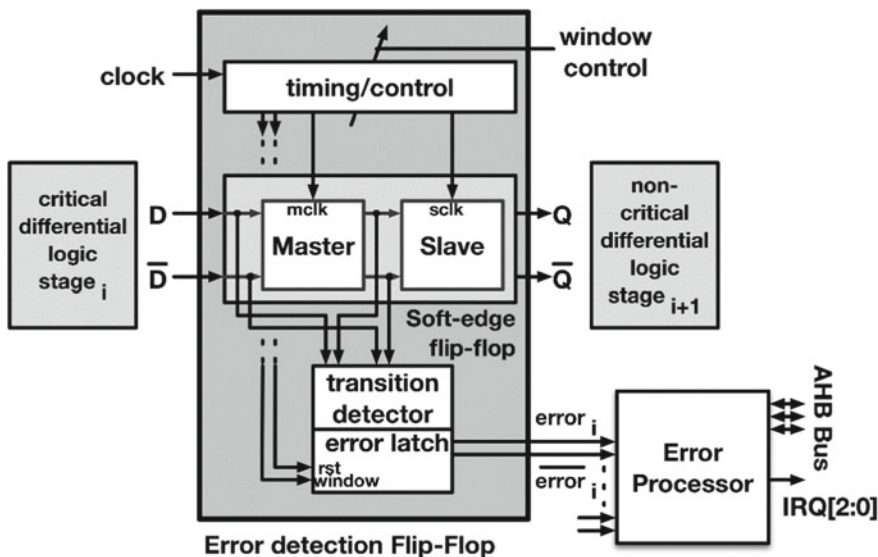 window
control
clock
timing/control
critical
differential
logic
stage i
D
D
mclk
Master
sclk
Slave
Q
Q
non-
critical
differential
logic
stage i+1
Soft-edge
flip-flop
transition
detector
error latch
rst
window
error i
error i
Error
Processor
AHB Bus
IRQ[2:0]
Error detection Flip-Flop